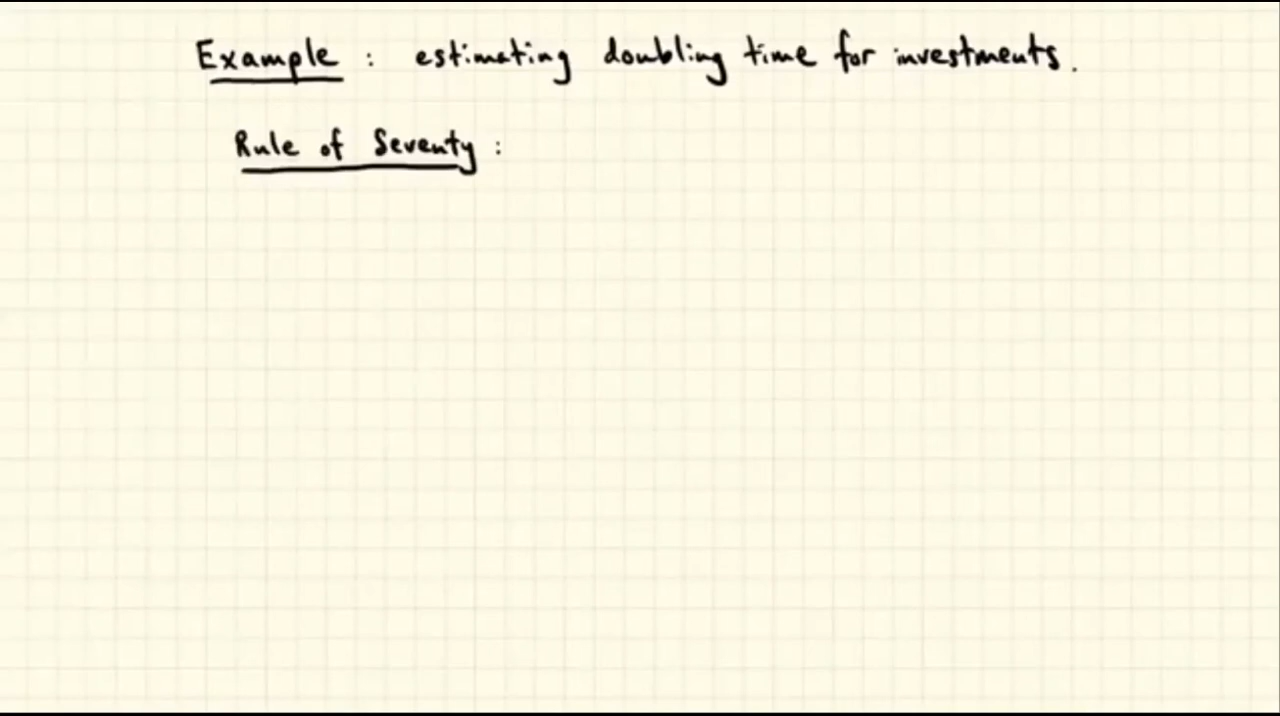 Example : estimating doubling time for investments.
Rule of Seventy :